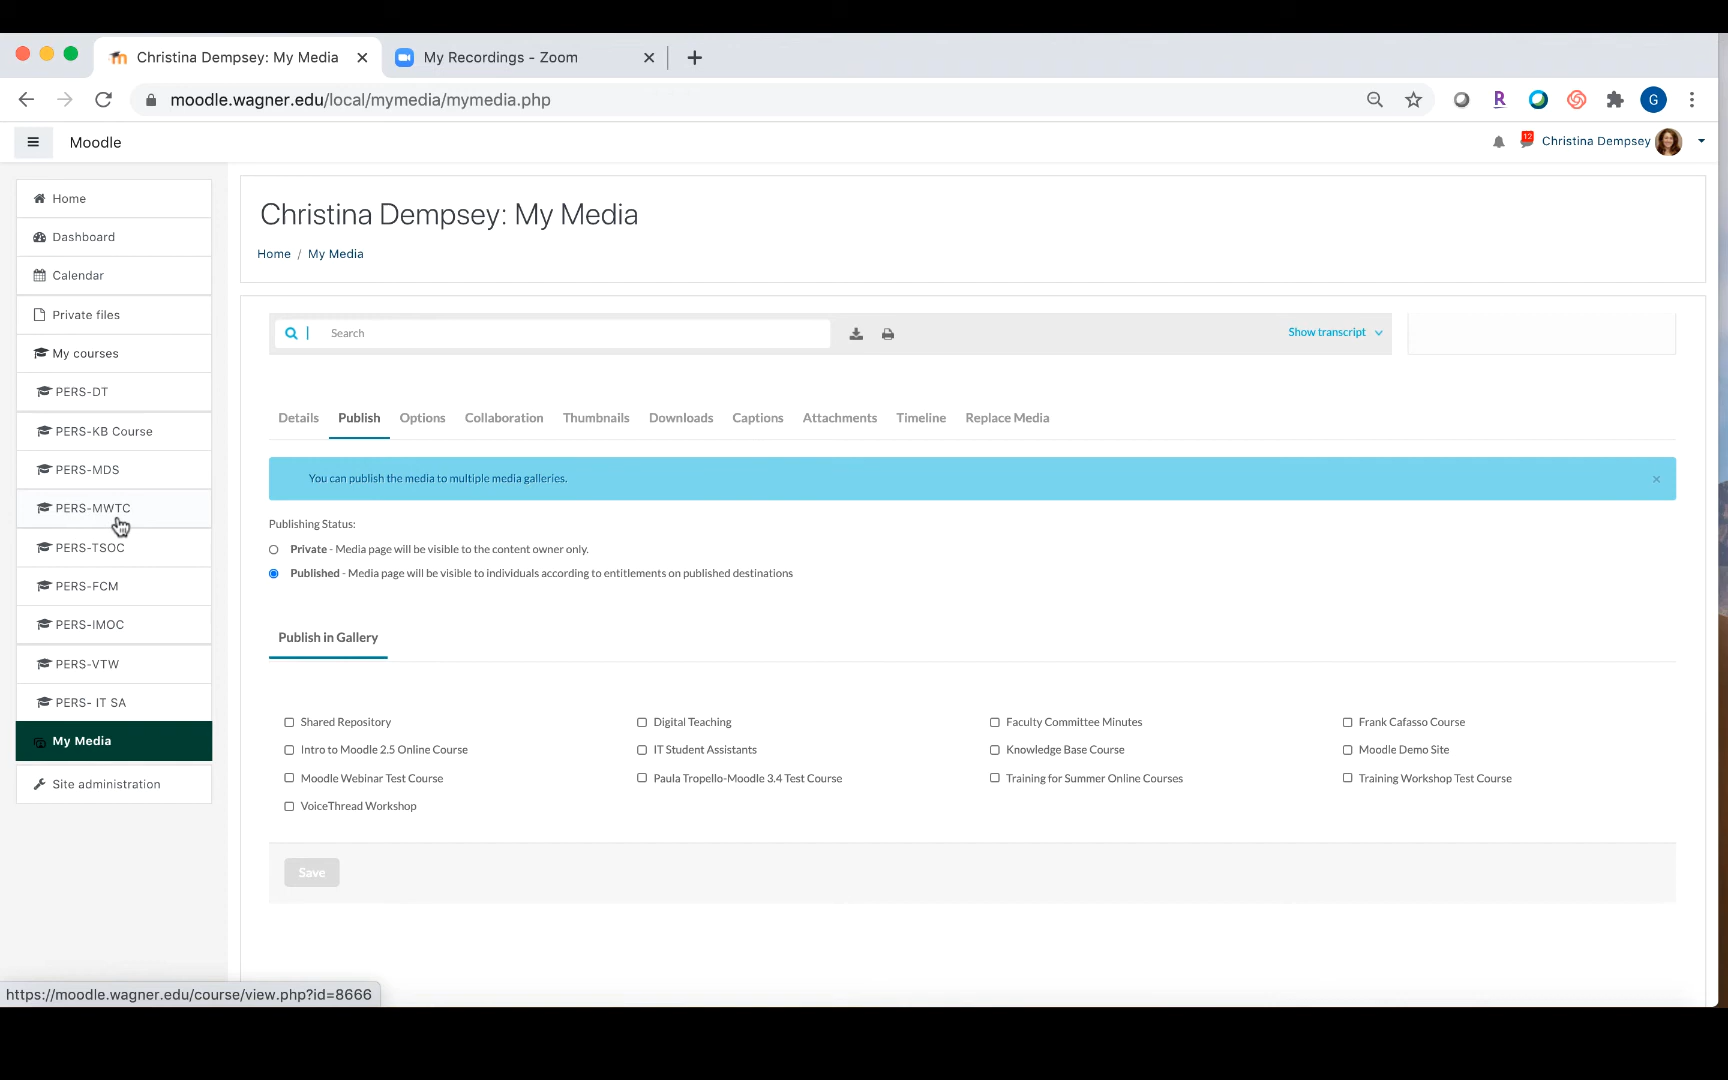 Christina Dempsey: My Media
My Recordings - Zoom
moodle.wagner.edu/local/mymedia/mymedia.php
R
G
Moodle
12
Christina Dempsey
Home
Dashboard
Calendar
Private files
My courses
PERS-DT
PERS-KB Course
PERS-MDS
PERS-MWTC
PERS-TSOC
PERS-FCM
PERS-IMOC
PERS-VTW
PERS- IT SA
My Media
Site administration
Christina Dempsey: My Media
Home / My Media
Search
Show transcript
Details Publish Options Collaboration Thumbnails Downloads Captions Attachments Timeline Replace Media
You can publish the media to multiple media galleries.
Publishing Status:
Private - Media page will be visible to the content owner only.
Published - Media page will be visible to individuals according to entitlements on published destinations
Publish in Gallery
Shared Repository Digital Teaching Faculty Committee Minutes Frank Cafasso Course
Intro to Moodle 2.5 Online Course IT Student Assistants Knowledge Base Course Moodle Demo Site
Moodle Webinar Test Course Paula Tropello-Moodle 3.4 Test Course Training for Summer Online Courses Training Workshop Test Course
VoiceThread Workshop
Save
https://moodle.wagner.edu/course/view.php?id=8666